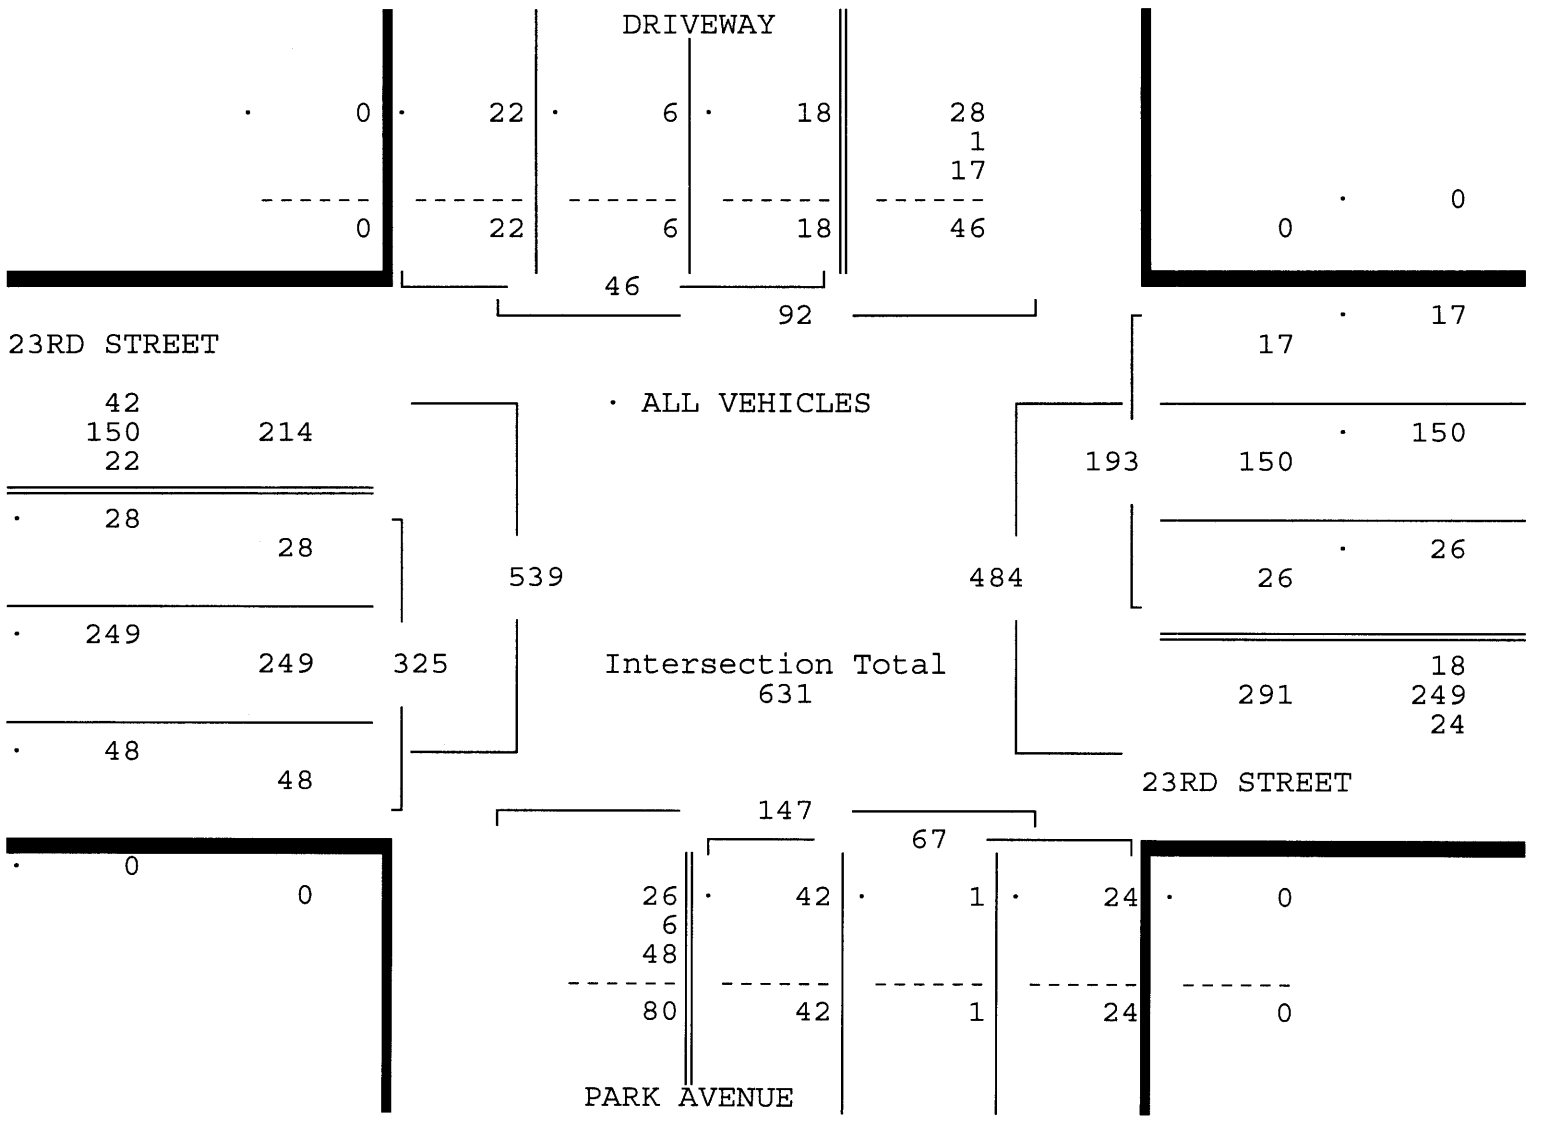 DRIVEWAY
· 0 · 22 · 6 · 18 28
1
17
· 0
------ ------ ------ ------ ------
0 22 6 18 46 0
46
92 · 17
23RD STREET 17
42 · ALL VEHICLES
150 214 · 150
22 193 150
· 28
28 · 26
539 484 26
· 249
249 325 Intersection Total 18
631 291 249
24
· 48
48 23RD STREET
147
67
· 0
0 26 · 42 · 1 · 24 · 0
6
48
------ ------ ------ ------ ------
80 42 1 24 0
PARK AVENUE